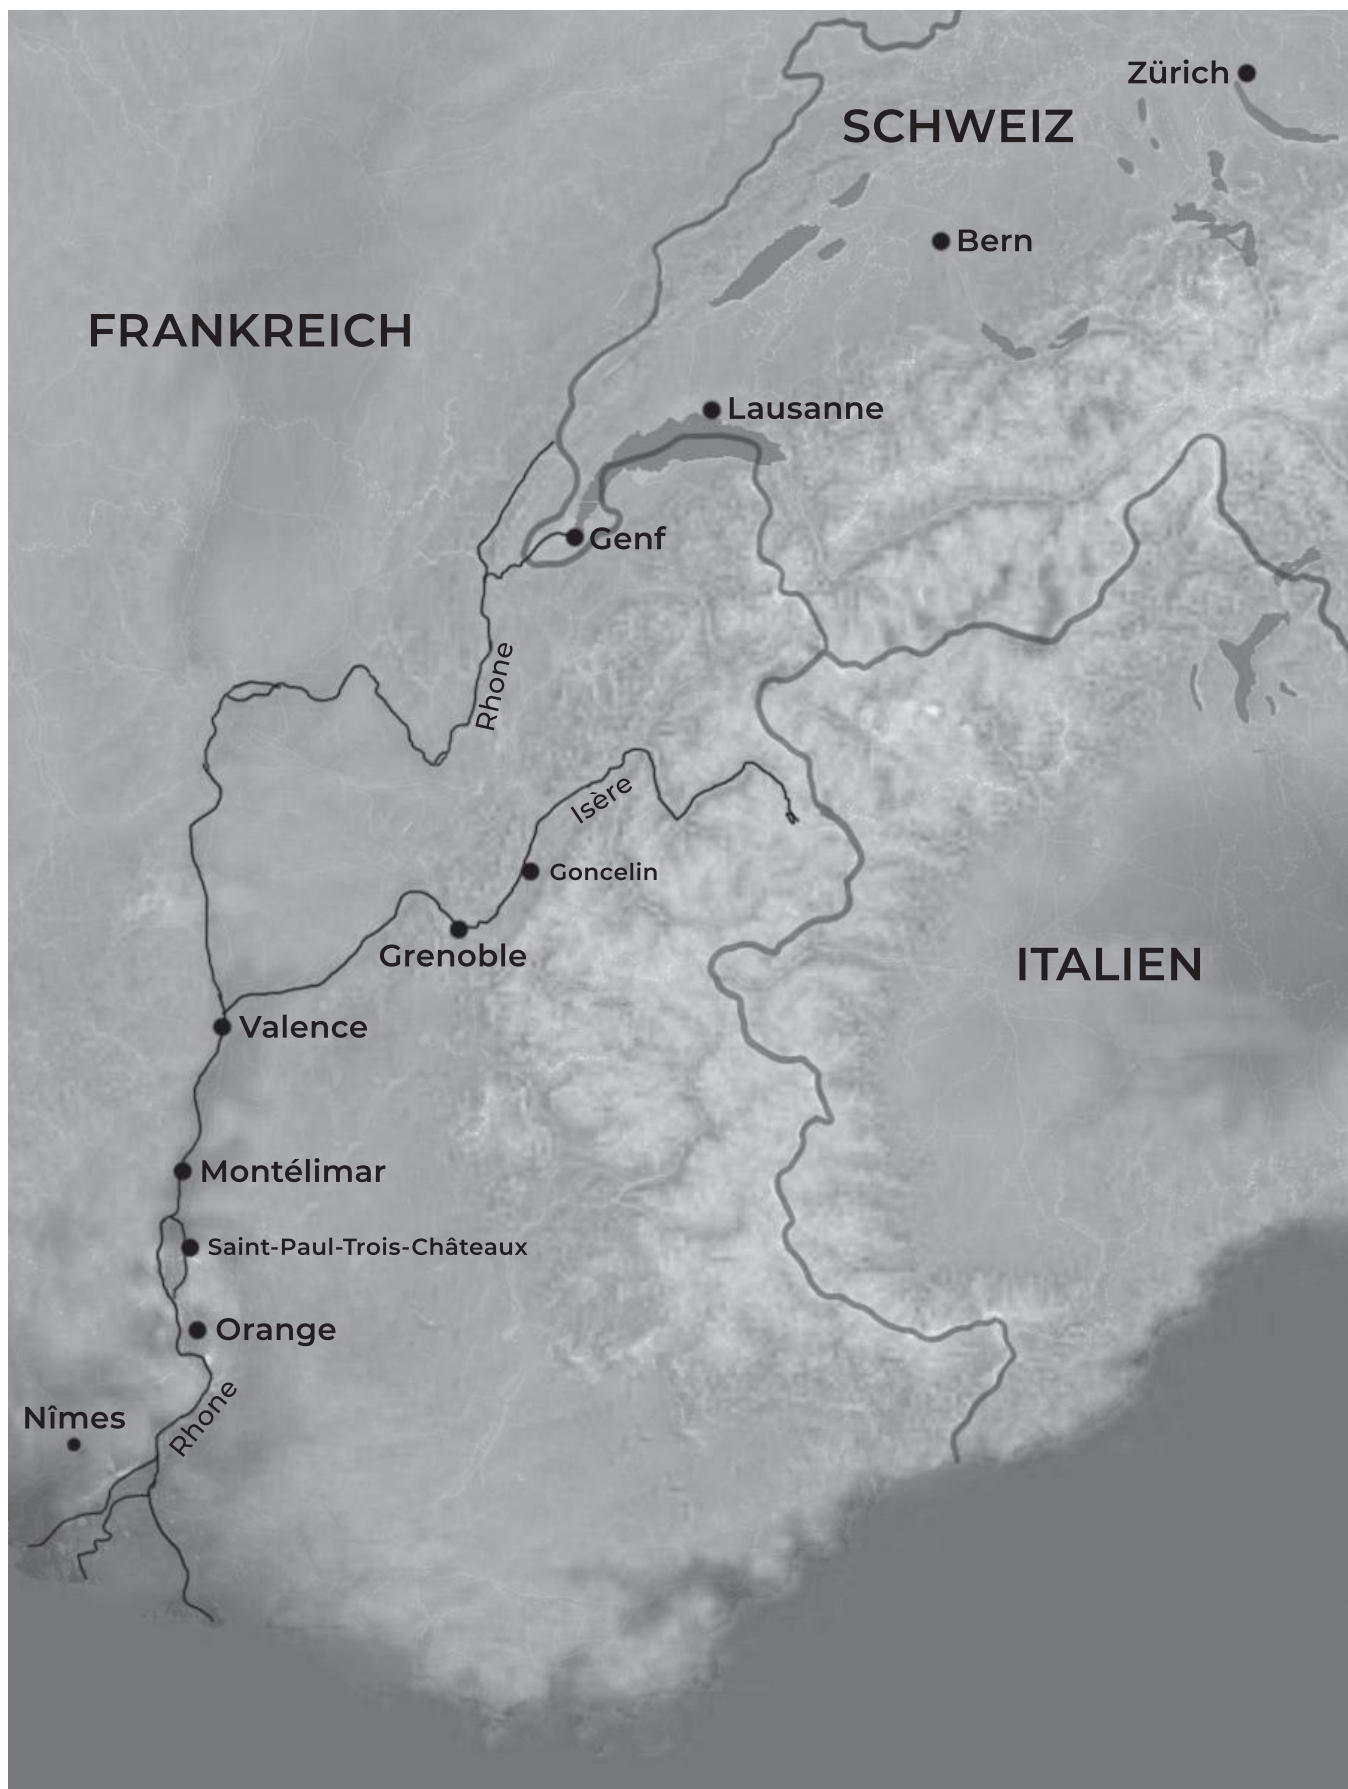 Zürich
SCHWEIZ
Bern
FRANKREICH
Lausanne
Genf
Rhone
Isère
Goncelin
Grenoble
ITALIEN
Valence
Montélimar
Saint-Paul-Trois-Châteaux
Orange
Rhone
Nîmes